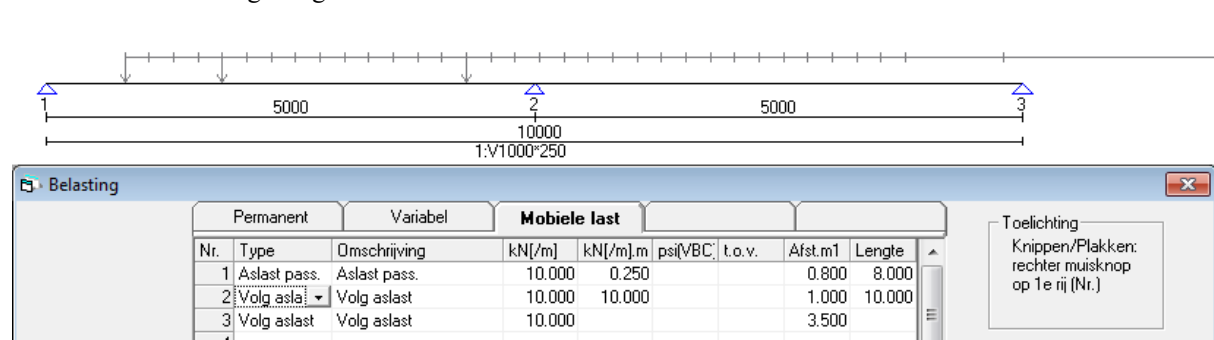 1 5000 2 5000 3
10000
1:V1000*250
Belasting
Permanent Variabel Mobiele last
Toelichting
Knippen/Plakken:
rechter muisknop
op 1e rij (Nr.)
Nr. Type Omschrijving kN[/m] kN[/m].m psi(VBC) t.o.v. Afst.m1 Lengte
1 Aslast pass. Aslast pass. 10.000 0.250 0.800 8.000
2 Volg asla Volg aslast 10.000 10.000 1.000 10.000
3 Volg aslast Volg aslast 10.000 3.500